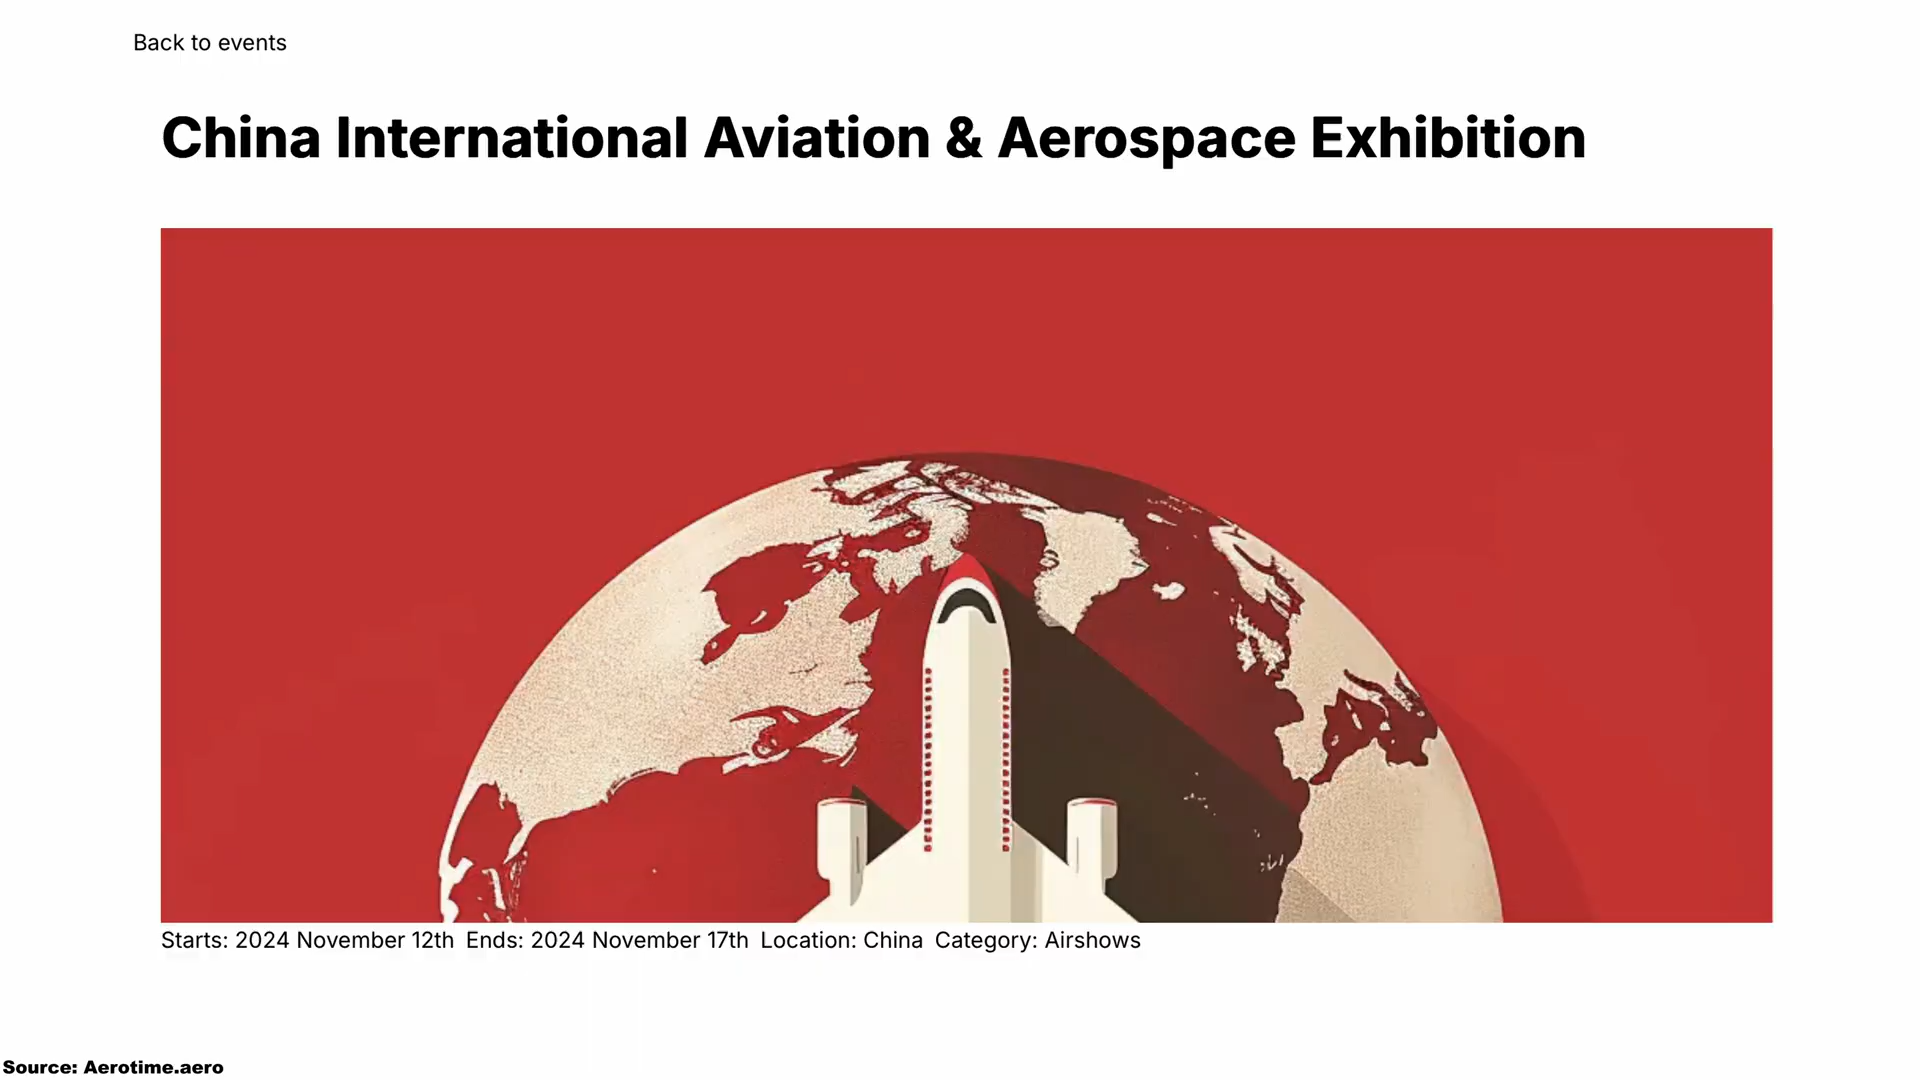 Back to events
China International Aviation & Aerospace Exhibition
Starts: 2024 November 12th Ends: 2024 November 17th Location: China Category: Airshows
Source: Aerotime.aero